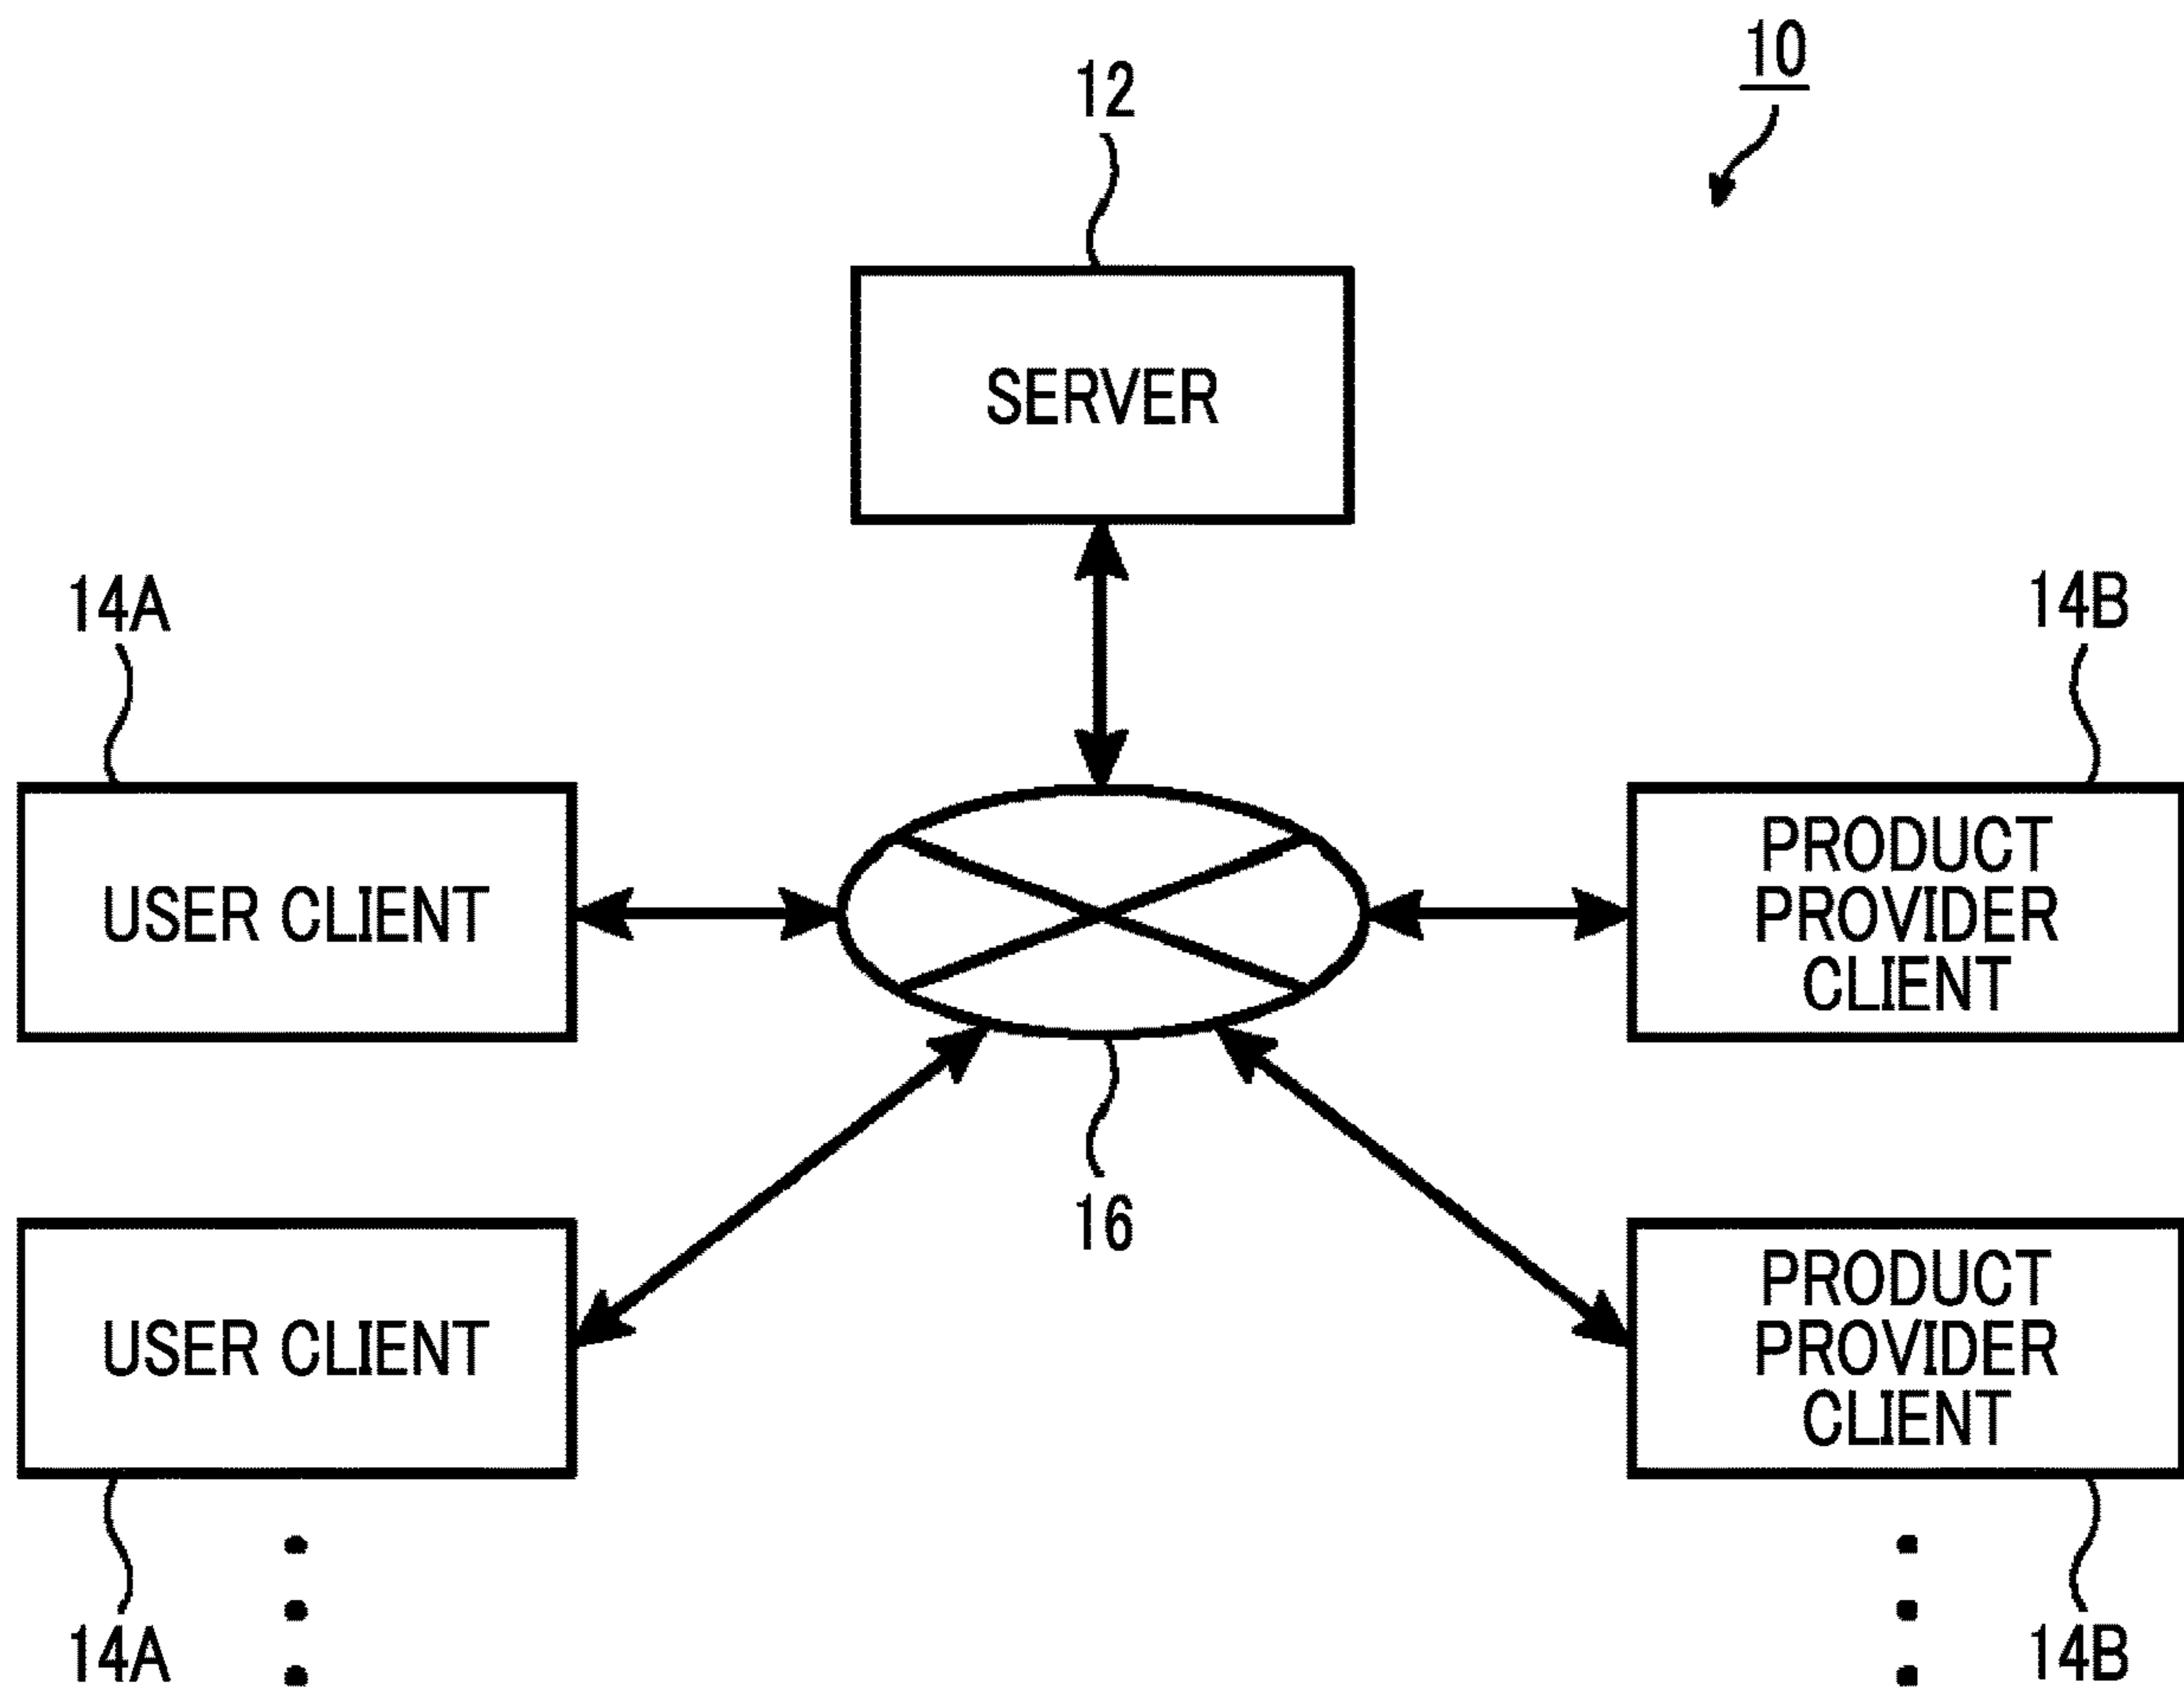 10
12
SERVER
14A
14B
USER CLIENT
PRODUCT
PROVIDER
CLIENT
16
USER CLIENT
PRODUCT
PROVIDER
CLIENT
14A
14B